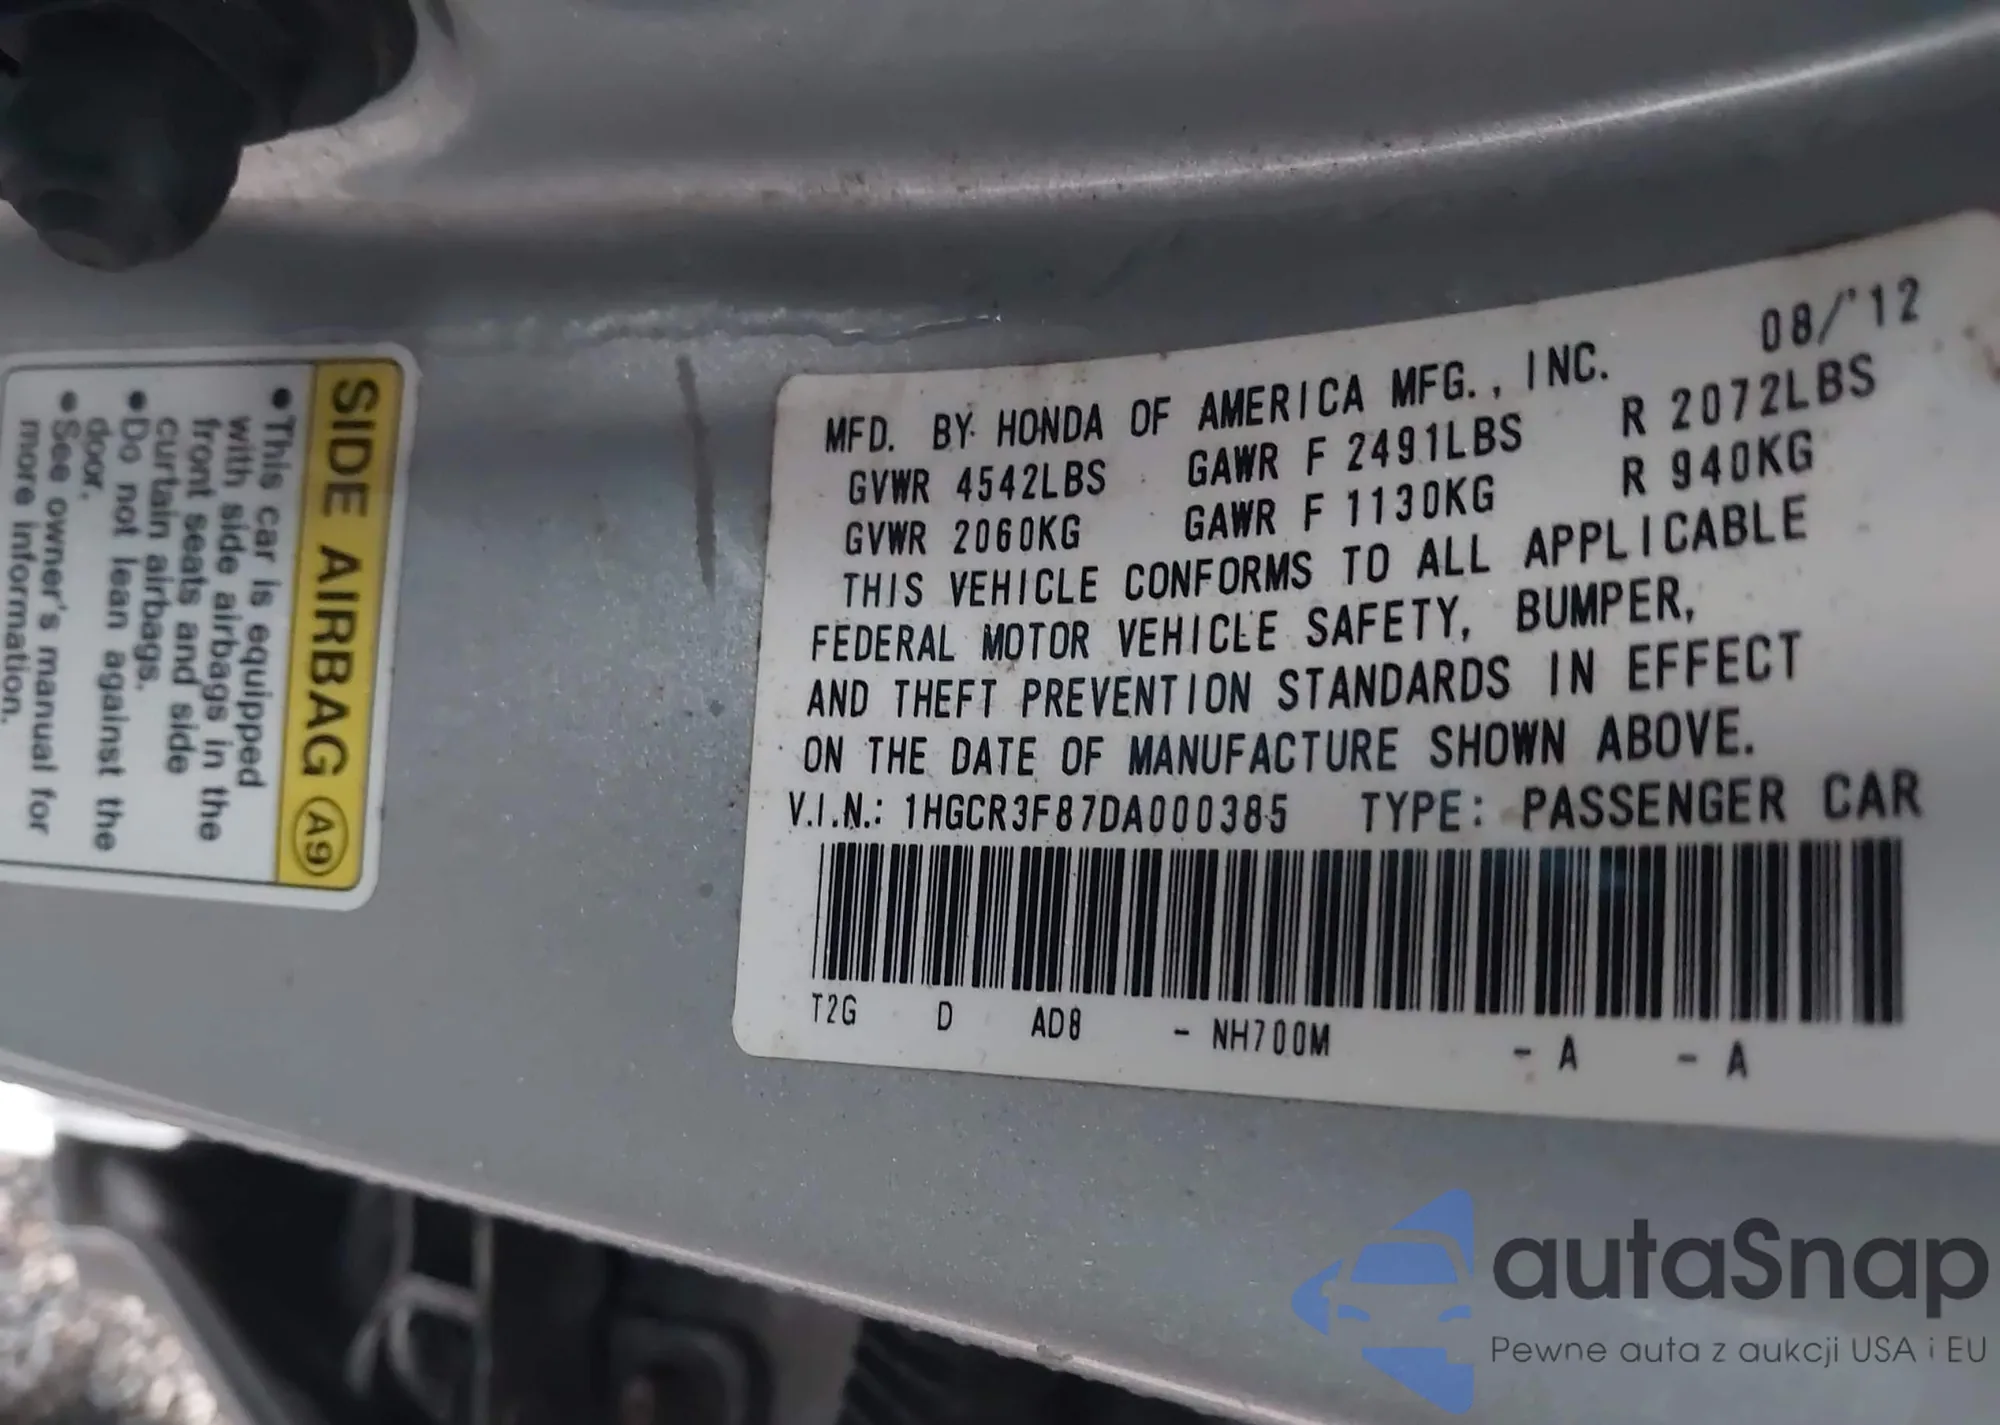 SIDE AIRBAG A9
•This car is equipped
with side airbags in the
front seats and side
curtain airbags.
•Do not lean against the
door.
•See owner's manual for
more information.
MFD. BY HONDA OF AMERICA MFG., INC. 08/'12
GVWR 4542LBS GAWR F 2491LBS R 2072LBS
GVWR 2060KG GAWR F 1130KG R 940KG
THIS VEHICLE CONFORMS TO ALL APPLICABLE
FEDERAL MOTOR VEHICLE SAFETY, BUMPER,
AND THEFT PREVENTION STANDARDS IN EFFECT
ON THE DATE OF MANUFACTURE SHOWN ABOVE.
V.I.N.: 1HGCR3F87DA000385 TYPE: PASSENGER CAR
T2G D AD8 - NH700M - A - A
autaSnap
Pewne auta z aukcji USA i EU